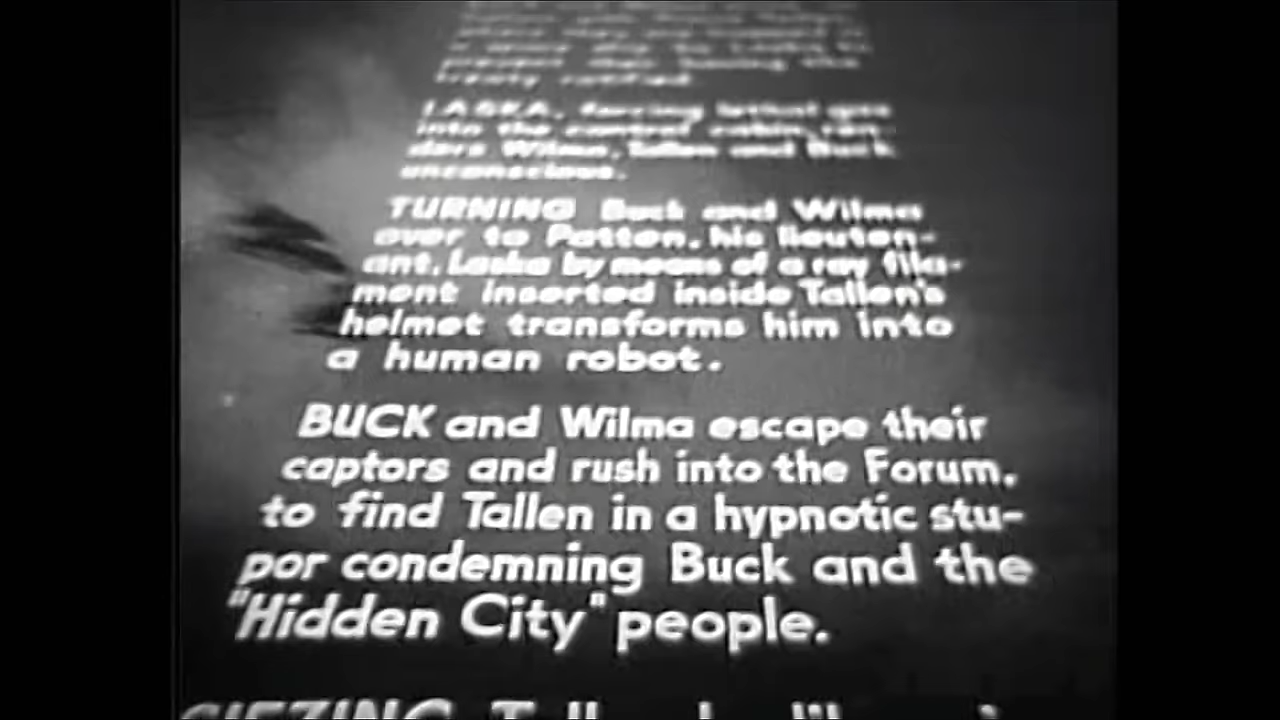 treaty ratified.
LASKA, forcing lethal gas
into the control cabin, ren-
ders Wilma, Tallen and Buck
unconscious.
TURNING Buck and Wilma
over to Patten, his lieuten-
ant, Laska by means of a ray fila-
ment inserted inside Tallen's
helmet transforms him into
a human robot.
BUCK and Wilma escape their
captors and rush into the Forum,
to find Tallen in a hypnotic stu-
por condemning Buck and the
"Hidden City" people.